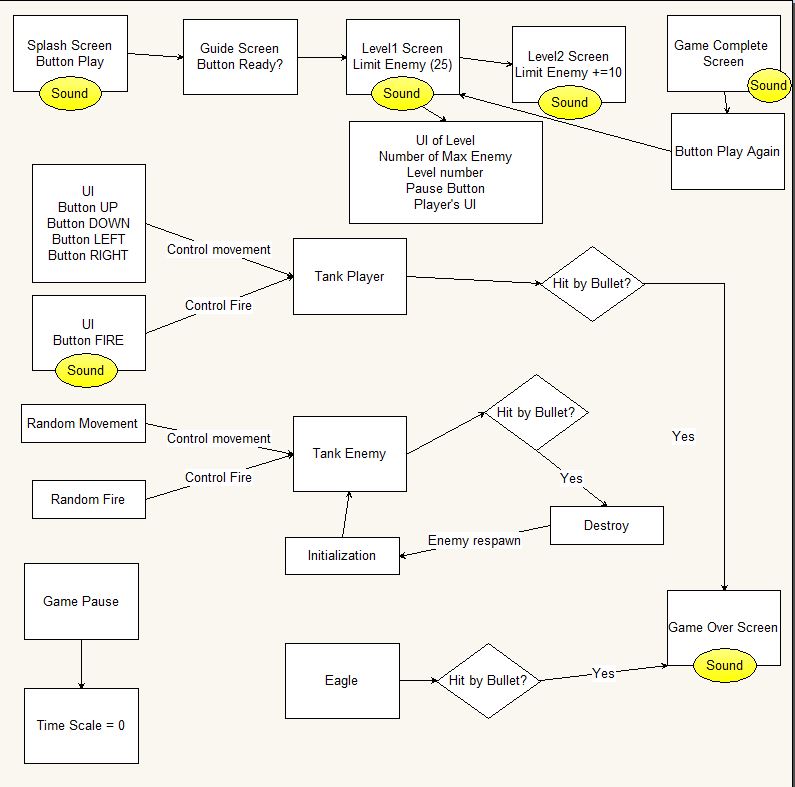 Splash Screen
Button Play
Sound
Guide Screen
Button Ready?
Level1 Screen
Limit Enemy (25)
Sound
Level2 Screen
Limit Enemy +=10
Sound
Game Complete
Screen
Sound
Button Play Again
UI of Level
Number of Max Enemy
Level number
Pause Button
Player's UI
UI
Button UP
Button DOWN
Button LEFT
Button RIGHT
Control movement
Tank Player
Hit by Bullet?
Control Fire
UI
Button FIRE
Sound
Random Movement
Control movement
Tank Enemy
Hit by Bullet?
Yes
Control Fire
Random Fire
Yes
Destroy
Enemy respawn
Initialization
Game Pause
Time Scale = 0
Eagle
Hit by Bullet?
Yes
Game Over Screen
Sound